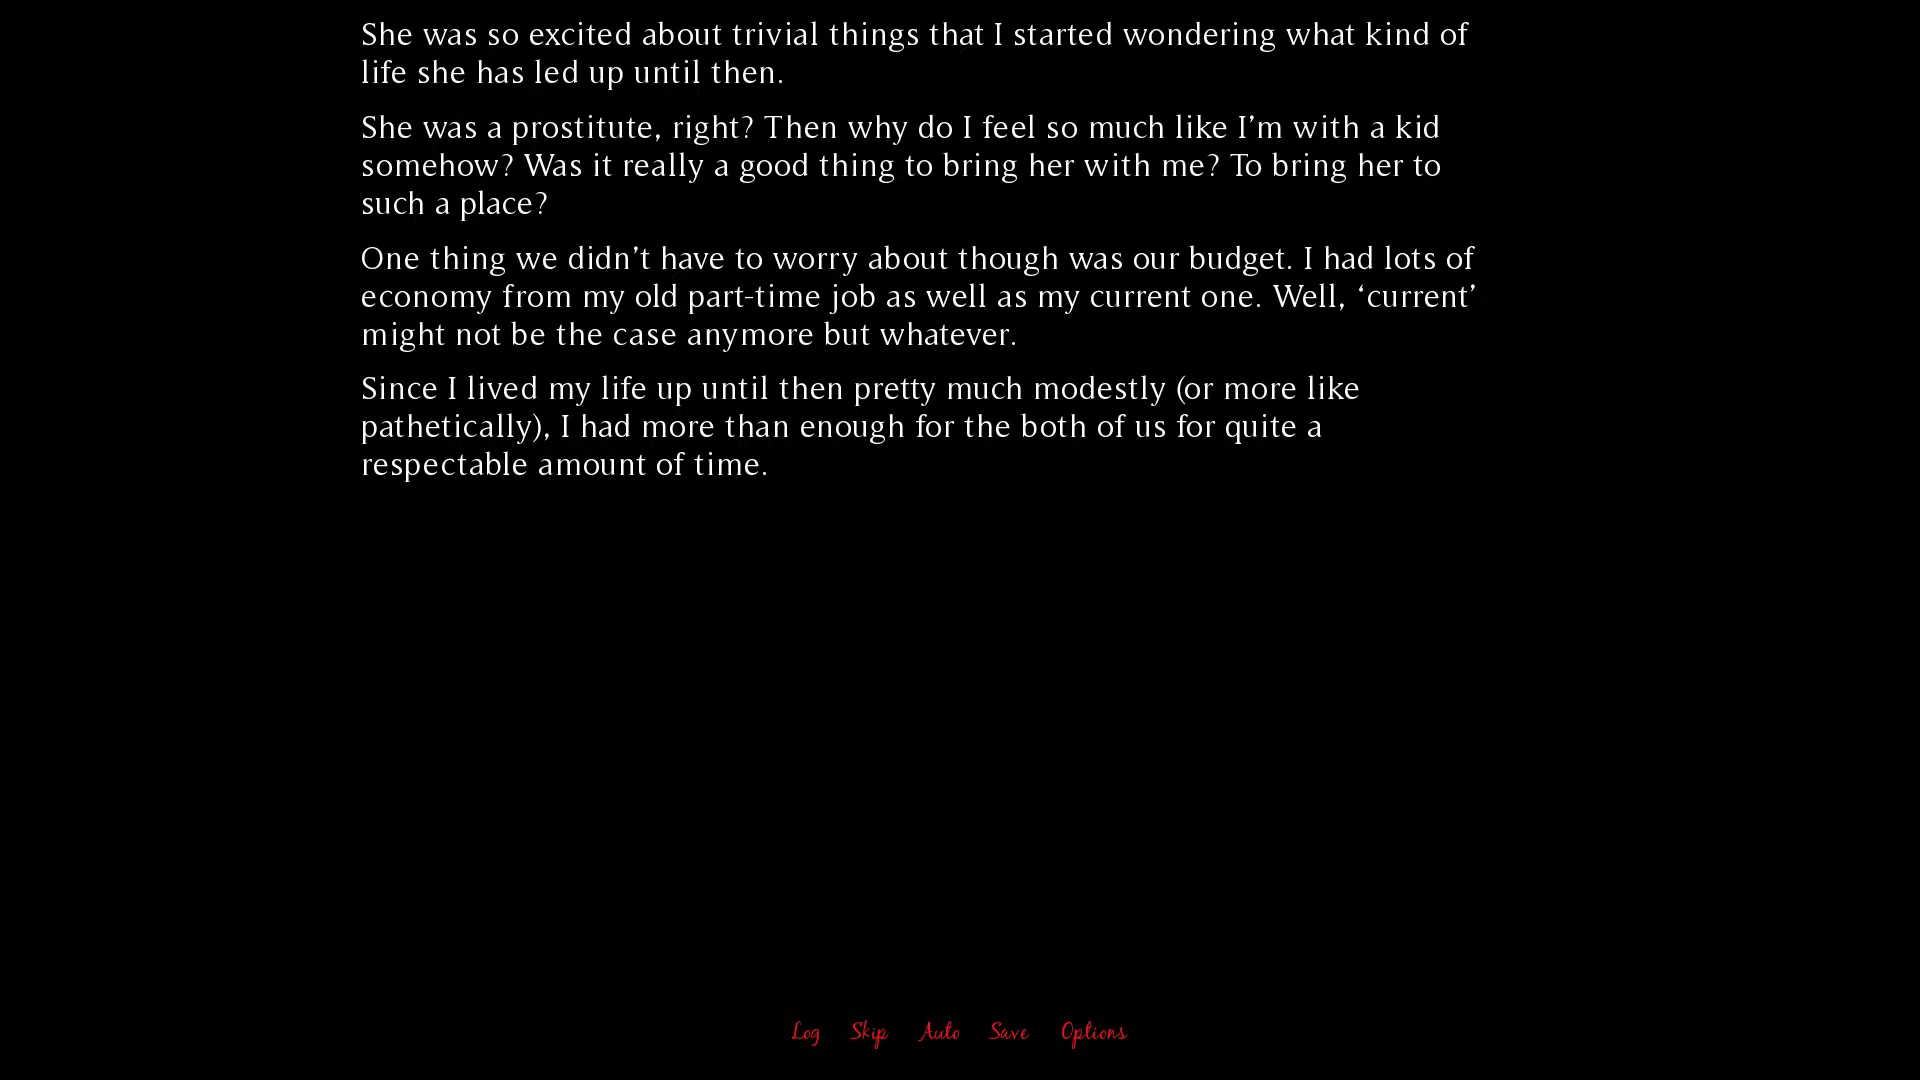 She was so excited about trivial things that I started wondering what kind of
life she has led up until then.
She was a prostitute, right? Then why do I feel so much like I’m with a kid
somehow? Was it really a good thing to bring her with me? To bring her to
such a place?
One thing we didn’t have to worry about though was our budget. I had lots of
economy from my old part-time job as well as my current one. Well, ‘current’
might not be the case anymore but whatever.
Since I lived my life up until then pretty much modestly (or more like
pathetically), I had more than enough for the both of us for quite a
respectable amount of time.
Log Skip Auto Save Options